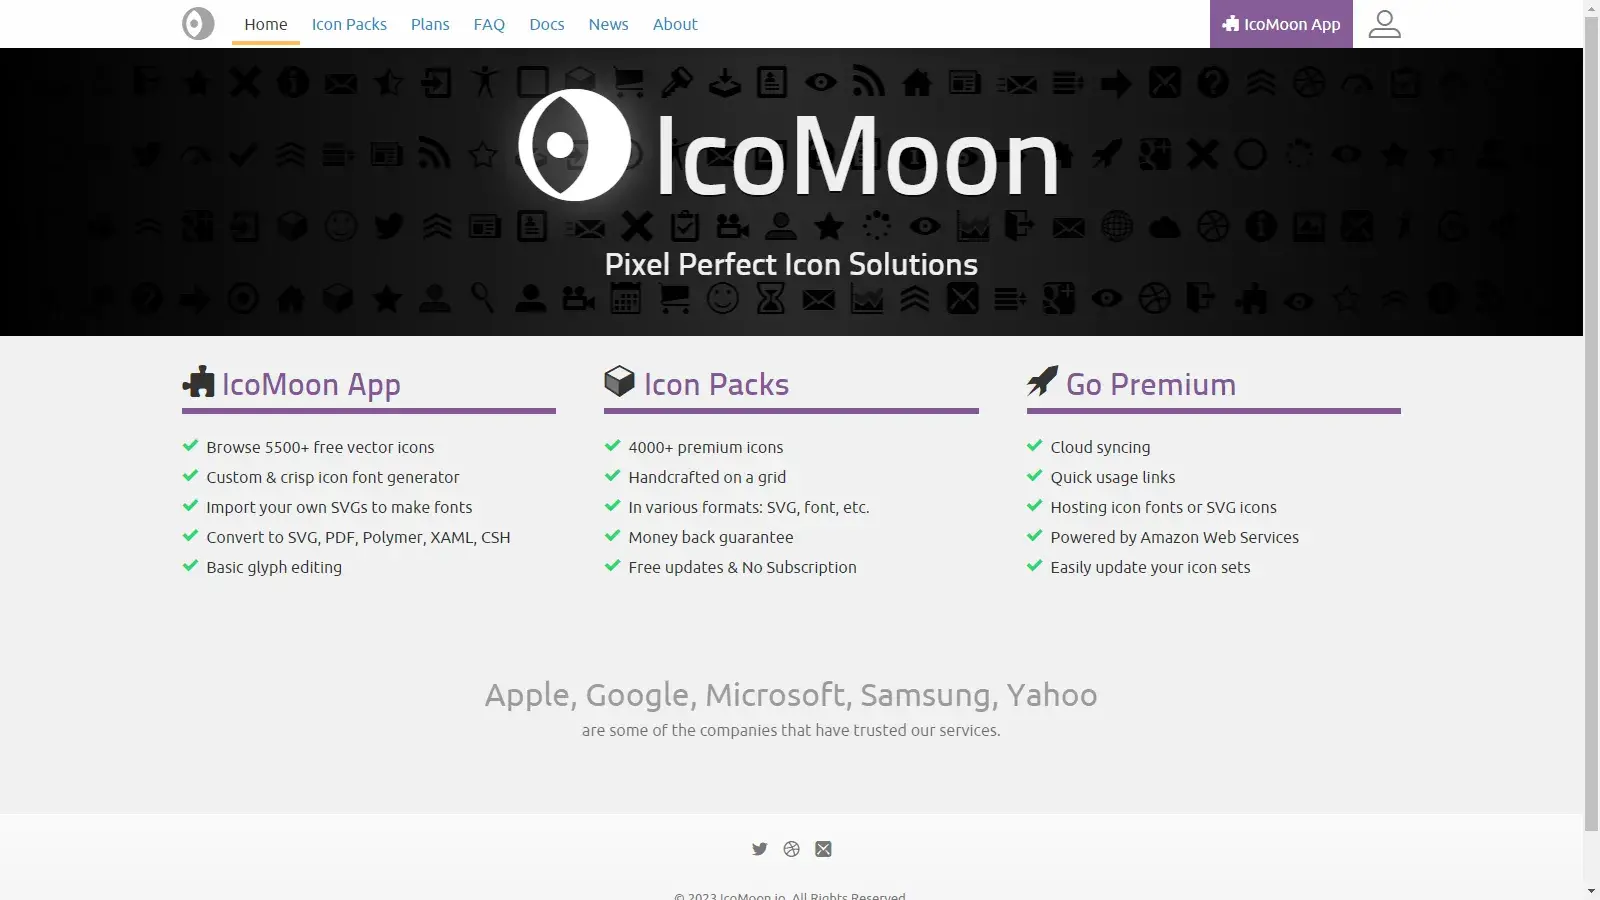 Home Icon Packs Plans FAQ Docs News About IcoMoon App
IcoMoon
Pixel Perfect Icon Solutions
IcoMoon App
Browse 5500+ free vector icons
Custom & crisp icon font generator
Import your own SVGs to make fonts
Convert to SVG, PDF, Polymer, XAML, CSH
Basic glyph editing
Icon Packs
4000+ premium icons
Handcrafted on a grid
In various formats: SVG, font, etc.
Money back guarantee
Free updates & No Subscription
Go Premium
Cloud syncing
Quick usage links
Hosting icon fonts or SVG icons
Powered by Amazon Web Services
Easily update your icon sets
Apple, Google, Microsoft, Samsung, Yahoo
are some of the companies that have trusted our services.
© 2023 IcoMoon.io. All Rights Reserved.